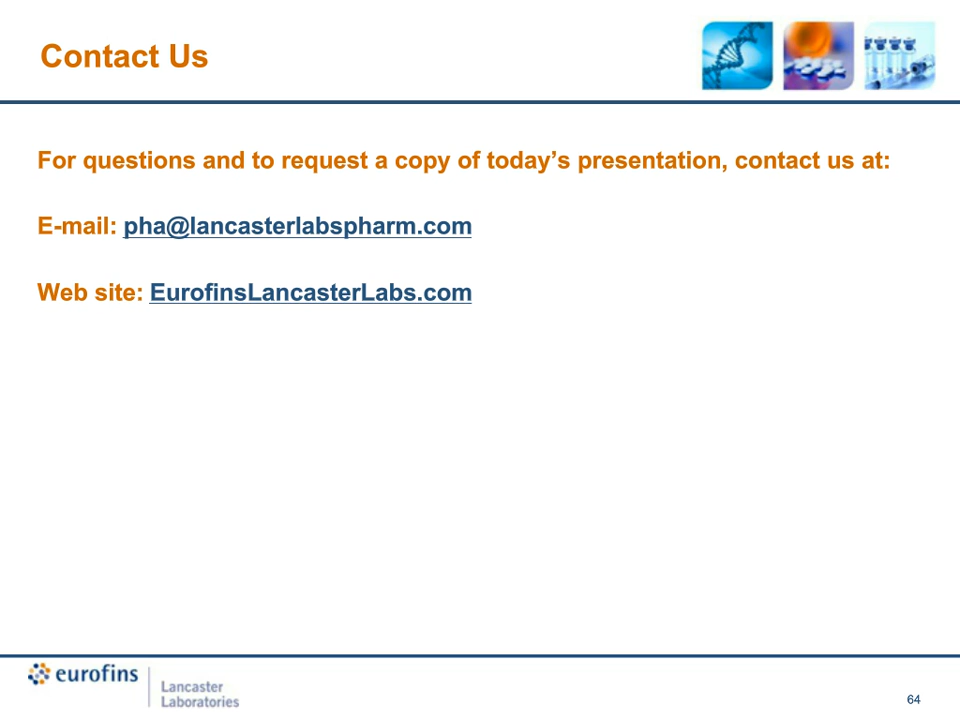 Contact Us
For questions and to request a copy of today’s presentation, contact us at:
E-mail: pha@lancasterlabspharm.com
Web site: EurofinsLancasterLabs.com
eurofins
Lancaster
Laboratories
64